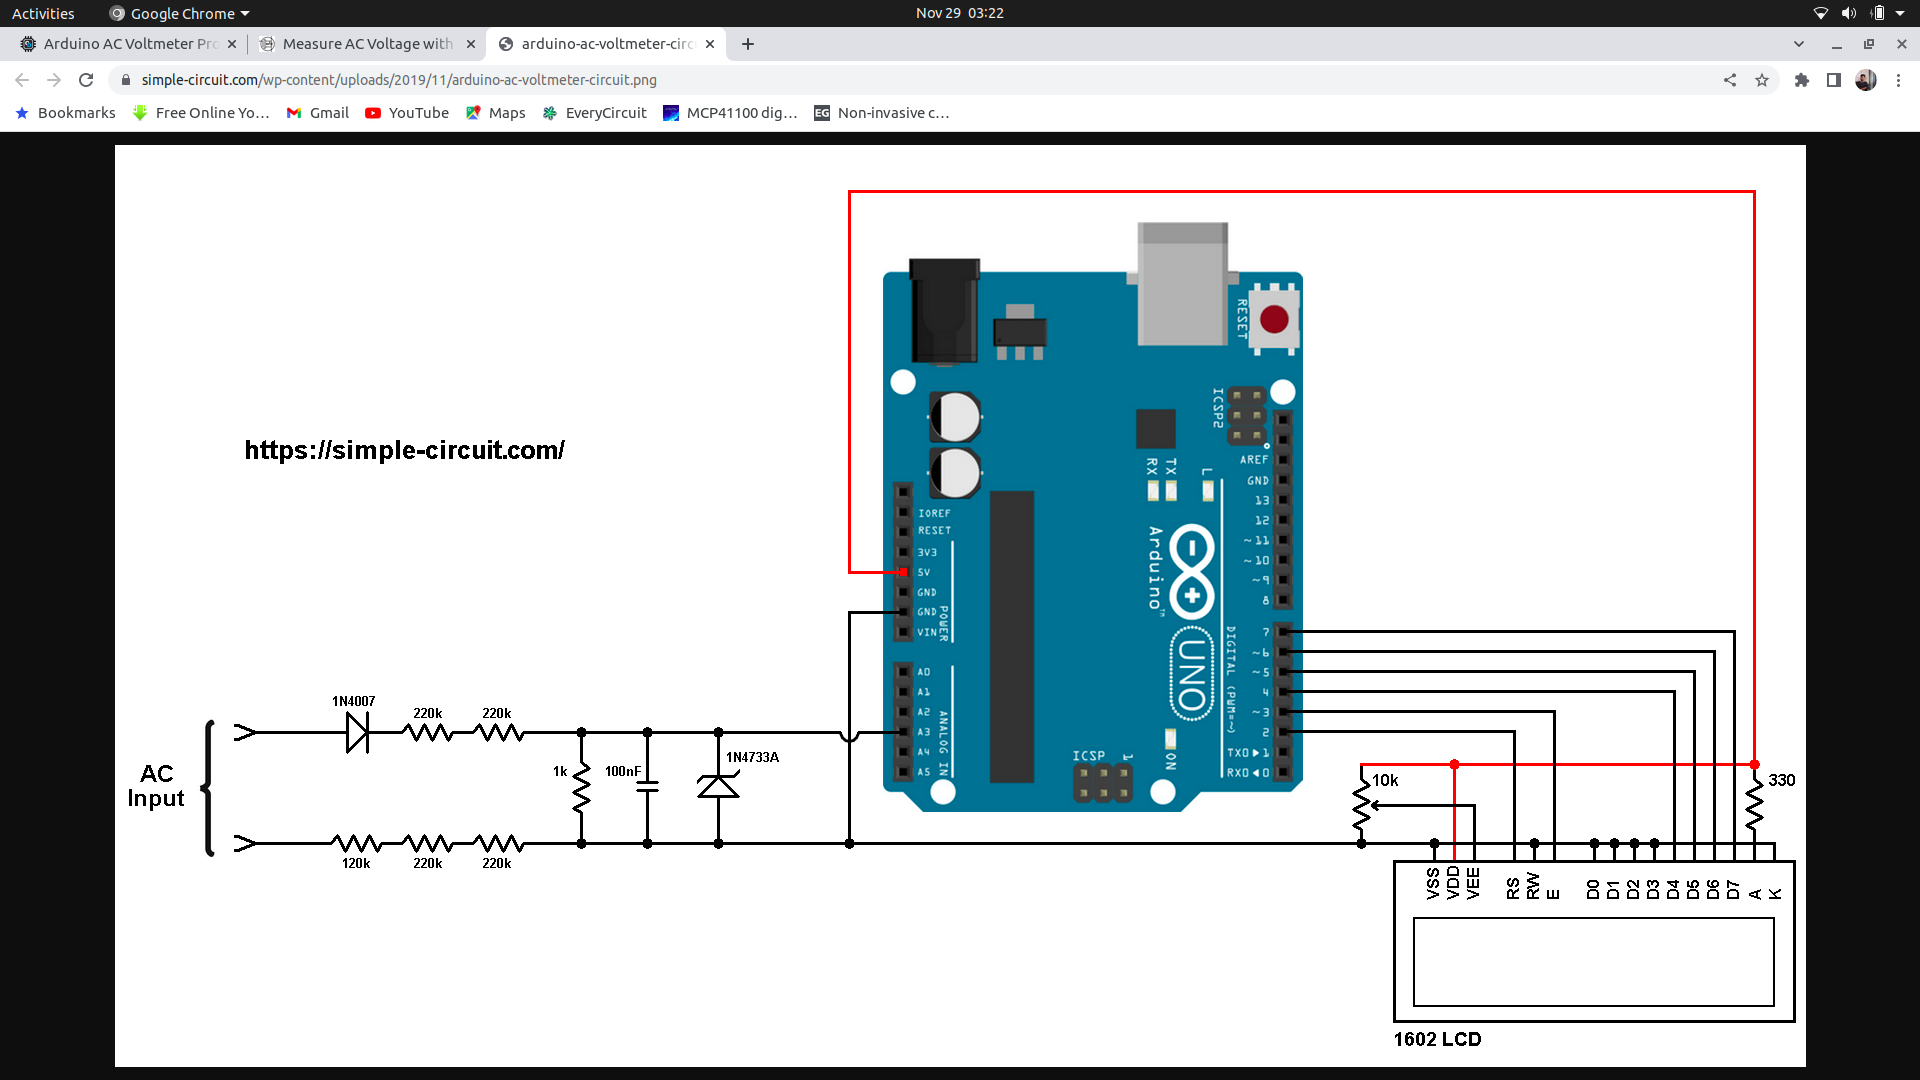 Activities
Google Chrome
Nov 29 03:22
Arduino AC Voltmeter Pro
Measure AC Voltage with
arduino-ac-voltmeter-circ
simple-circuit.com/wp-content/uploads/2019/11/arduino-ac-voltmeter-circuit.png
Bookmarks
Free Online Yo...
Gmail
YouTube
Maps
EveryCircuit
MCP41100 dig...
EG
Non-invasive c...
https://simple-circuit.com/
RESET
ICSP2
AREF
GND
13
12
~11
~10
~9
8
RX
TX
L
IOREF
RESET
3V3
5V
GND
GND
VIN
POWER
Arduino™
UNO
DIGITAL (PWM=~)
7
~6
~5
4
~3
2
TX0▶1
RX0◀0
A0
A1
A2
A3
A4
A5
ANALOG IN
ICSP
1
ON
1N4007
220k
220k
1N4733A
1k
100nF
AC
Input
120k
220k
220k
10k
330
VSS
VDD
VEE
RS
RW
E
D0
D1
D2
D3
D4
D5
D6
D7
A
K
1602 LCD